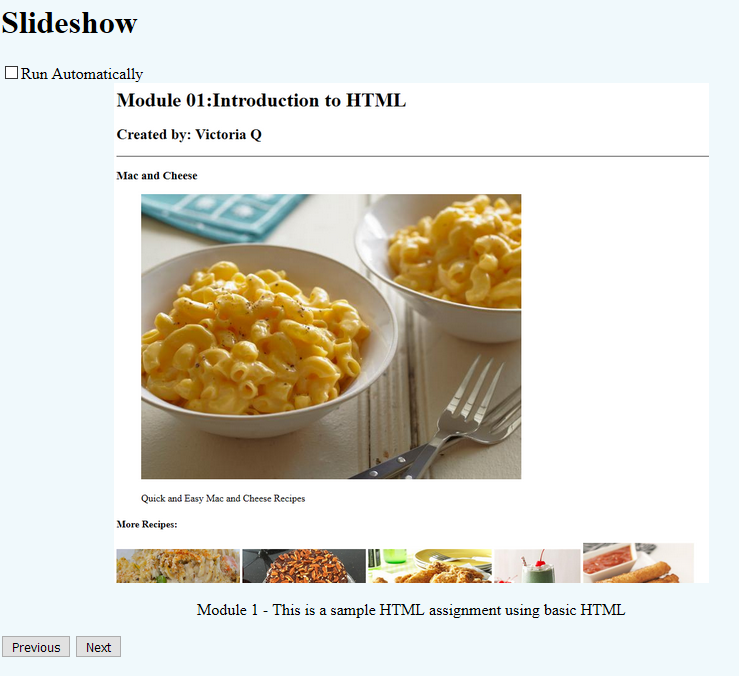 Slideshow
Run Automatically
Module 01:Introduction to HTML
Created by: Victoria Q
Mac and Cheese
Quick and Easy Mac and Cheese Recipes
More Recipes:
Module 1 - This is a sample HTML assignment using basic HTML
Previous Next